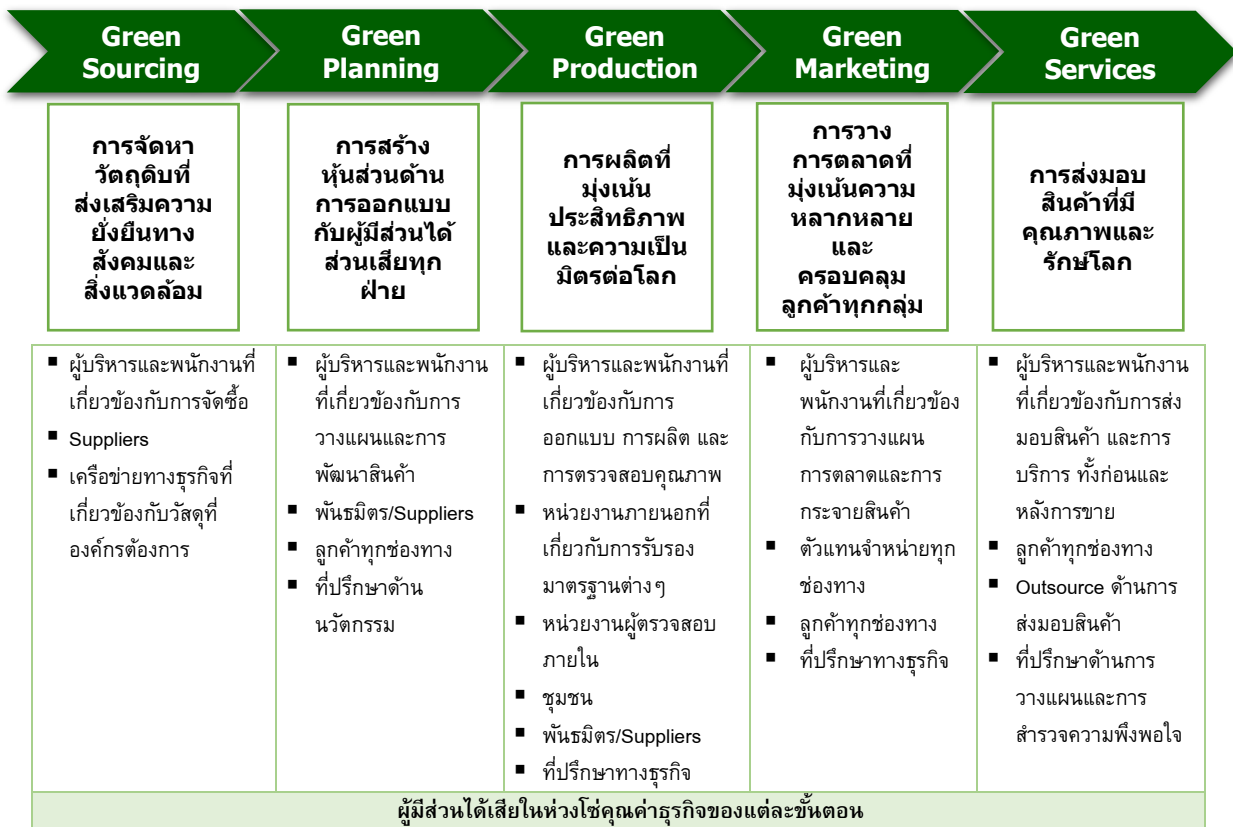 Green
Sourcing
Green
Planning
Green
Production
Green
Marketing
Green
Services
การจัดหา
วัตถุดิบที่
ส่งเสริมความ
ยั่งยืนทาง
สังคมและ
สิ่งแวดล้อม
การสร้าง
หุ้นส่วนด้าน
การออกแบบ
กับผู้มีส่วนได้
ส่วนเสียทุก
ฝ่าย
การผลิตที่
มุ่งเน้น
ประสิทธิภาพ
และความเป็น
มิตรต่อโลก
การวาง
การตลาดที่
มุ่งเน้นความ
หลากหลาย
และ
ครอบคลุม
ลูกค้าทุกกลุ่ม
การส่งมอบ
สินค้าที่มี
คุณภาพและ
รักษ์โลก
▪ ผู้บริหารและพนักงานที่
เกี่ยวข้องกับการจัดซื้อ
▪ Suppliers
▪ เครือข่ายทางธุรกิจที่
เกี่ยวข้องกับวัสดุที่
องค์กรต้องการ
▪ ผู้บริหารและพนักงาน
ที่เกี่ยวข้องกับการ
วางแผนและการ
พัฒนาสินค้า
▪ พันธมิตร/Suppliers
▪ ลูกค้าทุกช่องทาง
▪ ที่ปรึกษาด้าน
นวัตกรรม
▪ ผู้บริหารและพนักงานที่
เกี่ยวข้องกับการ
ออกแบบ การผลิต และ
การตรวจสอบคุณภาพ
▪ หน่วยงานภายนอกที่
เกี่ยวกับการรับรอง
มาตรฐานต่างๆ
▪ หน่วยงานผู้ตรวจสอบ
ภายใน
▪ ชุมชน
▪ พันธมิตร/Suppliers
▪ ที่ปรึกษาทางธุรกิจ
▪ ผู้บริหารและ
พนักงานที่เกี่ยวข้อง
กับการวางแผน
การตลาดและการ
กระจายสินค้า
▪ ตัวแทนจำหน่ายทุก
ช่องทาง
▪ ลูกค้าทุกช่องทาง
▪ ที่ปรึกษาทางธุรกิจ
▪ ผู้บริหารและพนักงาน
ที่เกี่ยวข้องกับการส่ง
มอบสินค้า และการ
บริการ ทั้งก่อนและ
หลังการขาย
▪ ลูกค้าทุกช่องทาง
▪ Outsource ด้านการ
ส่งมอบสินค้า
▪ ที่ปรึกษาด้านการ
วางแผนและการ
สำรวจความพึงพอใจ
ผู้มีส่วนได้เสียในห่วงโซ่คุณค่าธุรกิจของแต่ละขั้นตอน